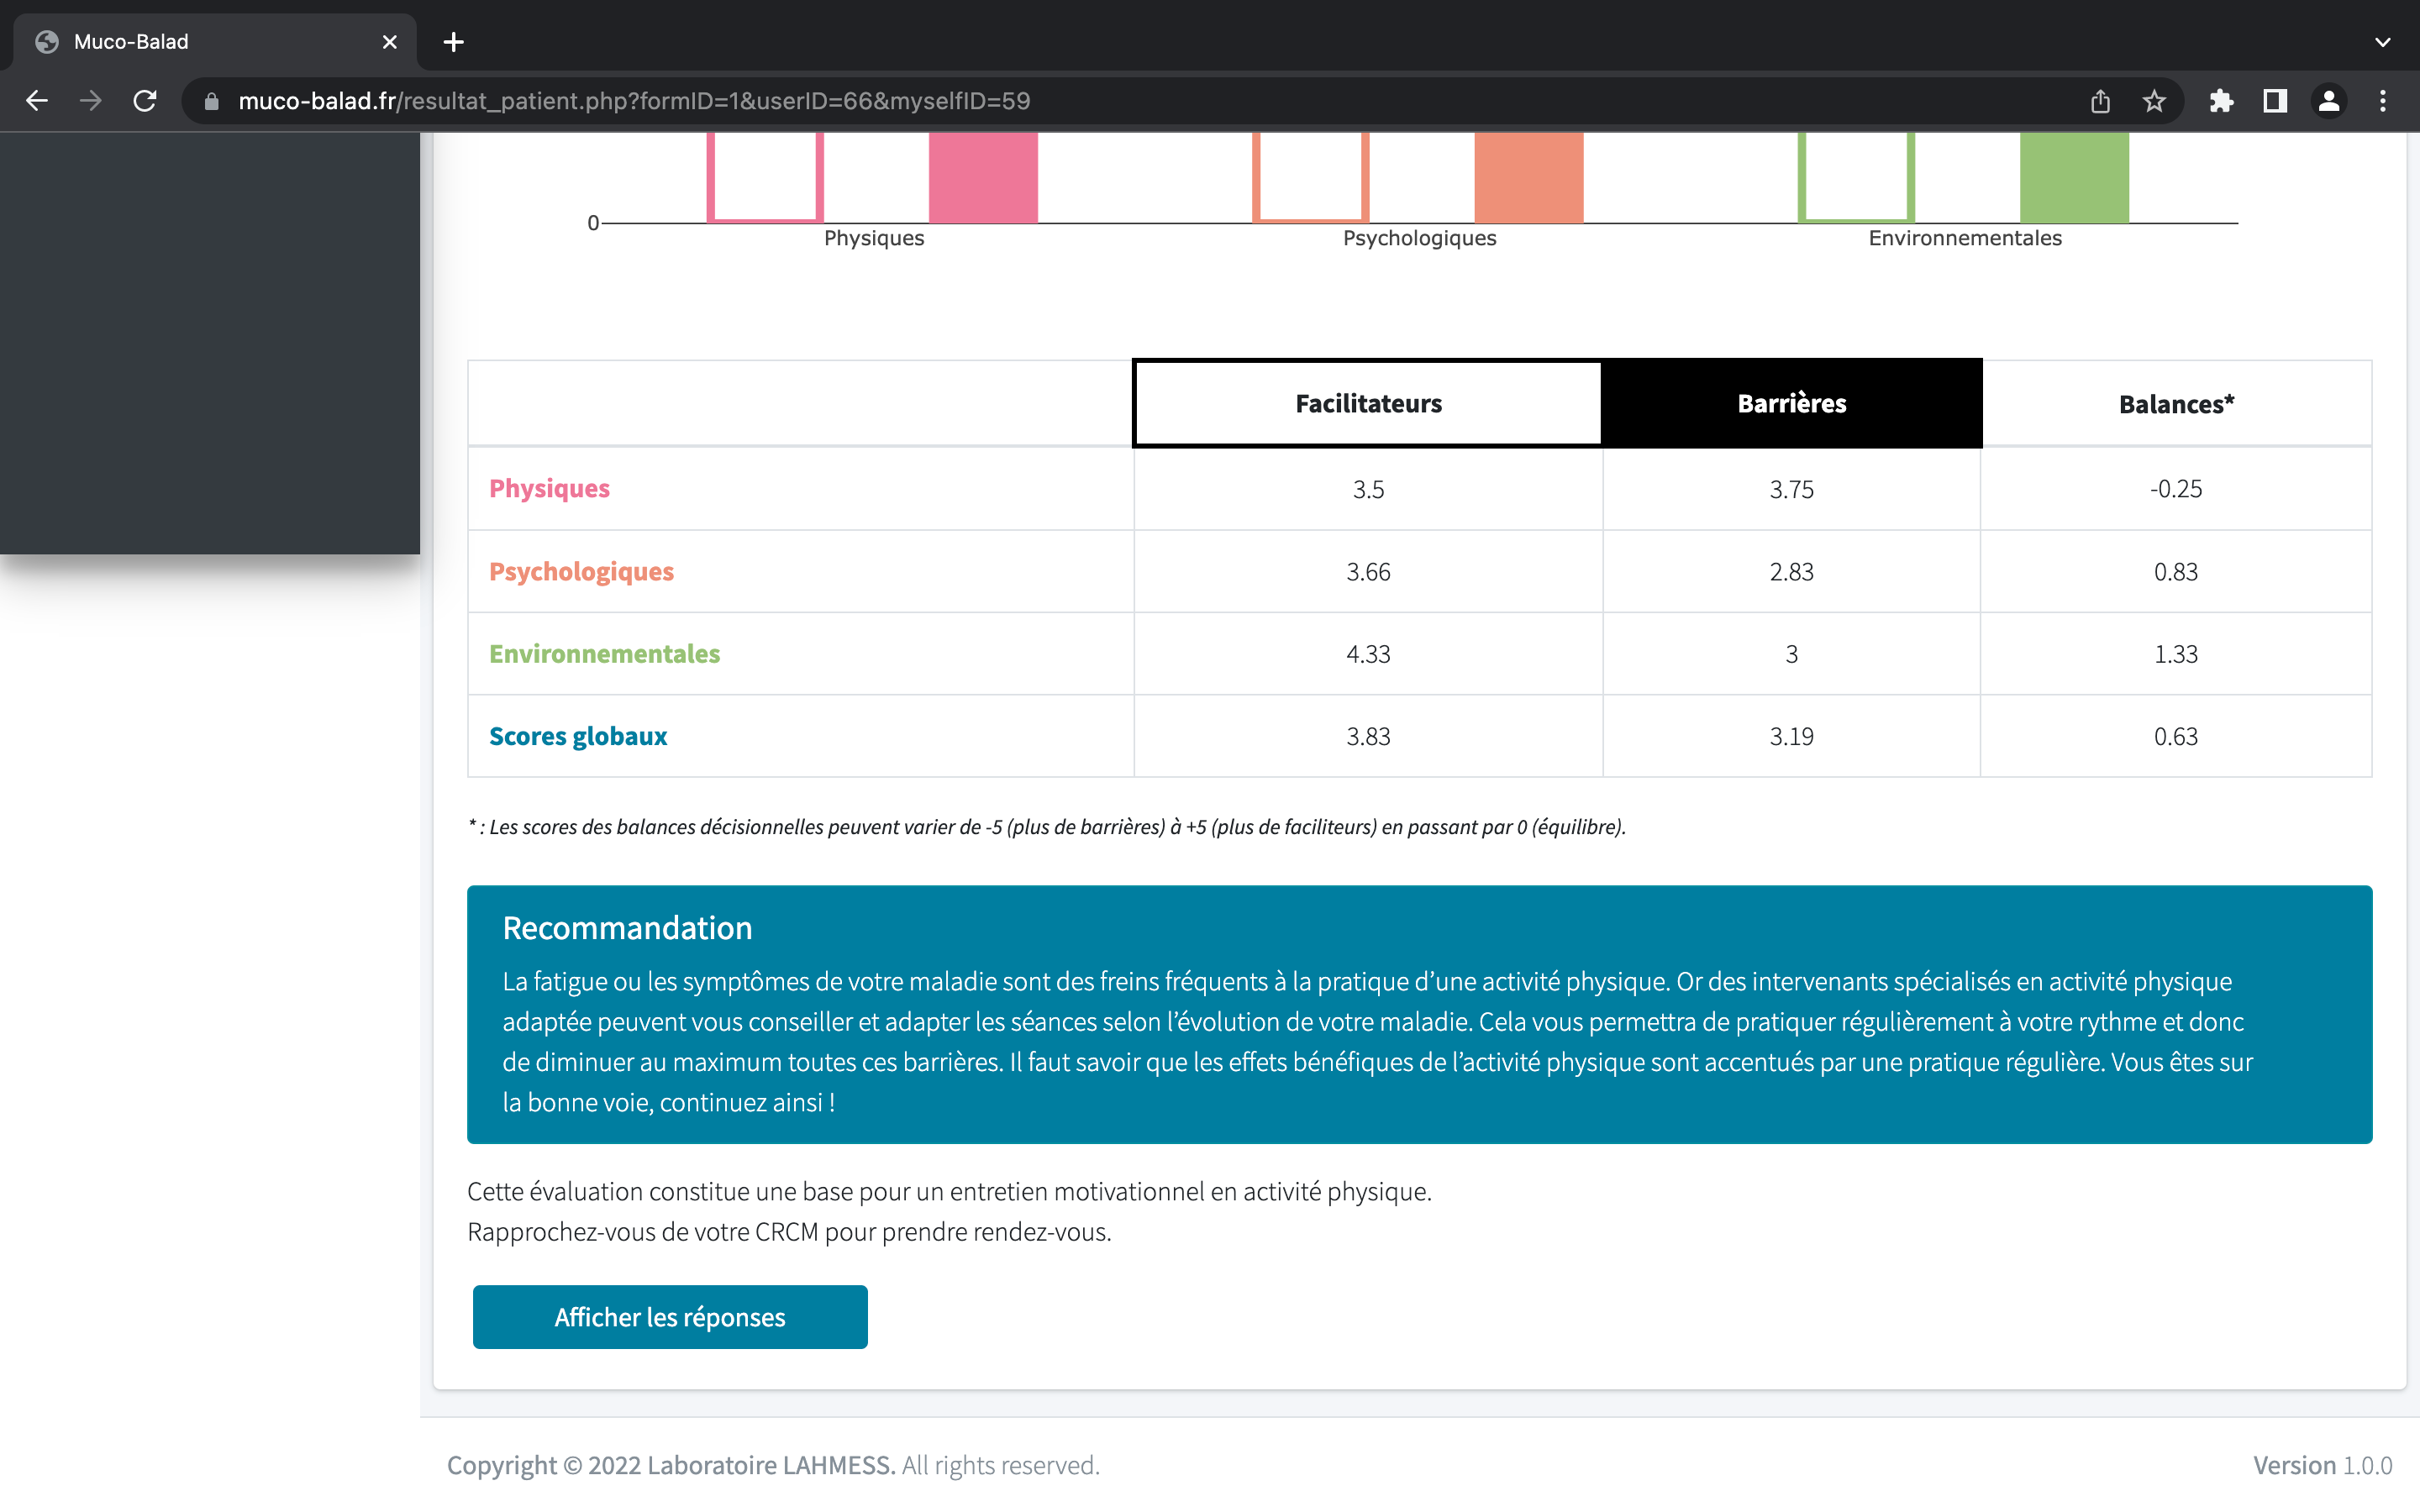 Muco-Balad
muco-balad.fr/resultat_patient.php?formID=1&userID=66&myselfID=59
0
Physiques Psychologiques Environnementales
Facilitateurs Barrières Balances*
Physiques 3.5 3.75 -0.25
Psychologiques 3.66 2.83 0.83
Environnementales 4.33 3 1.33
Scores globaux 3.83 3.19 0.63
* : Les scores des balances décisionnelles peuvent varier de -5 (plus de barrières) à +5 (plus de faciliteurs) en passant par 0 (équilibre).
Recommandation
La fatigue ou les symptômes de votre maladie sont des freins fréquents à la pratique d’une activité physique. Or des intervenants spécialisés en activité physique
adaptée peuvent vous conseiller et adapter les séances selon l’évolution de votre maladie. Cela vous permettra de pratiquer régulièrement à votre rythme et donc
de diminuer au maximum toutes ces barrières. Il faut savoir que les effets bénéfiques de l’activité physique sont accentués par une pratique régulière. Vous êtes sur
la bonne voie, continuez ainsi !
Cette évaluation constitue une base pour un entretien motivationnel en activité physique.
Rapprochez-vous de votre CRCM pour prendre rendez-vous.
Afficher les réponses
Copyright © 2022 Laboratoire LAHMESS. All rights reserved. Version 1.0.0